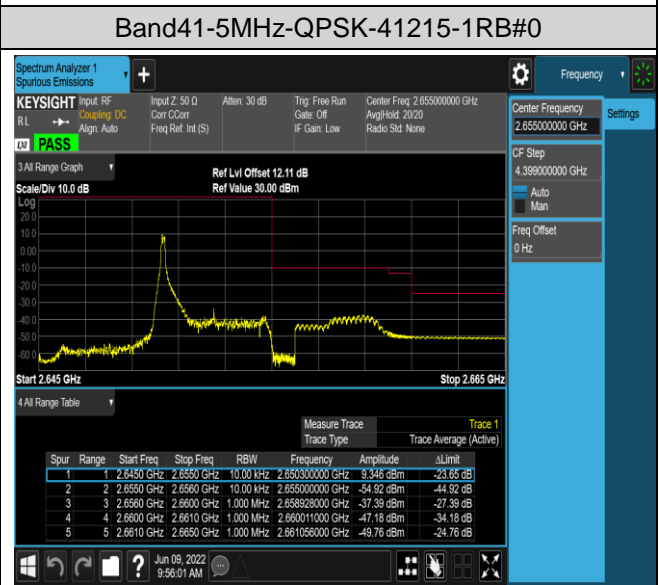 Band41-5MHz-QPSK-41215-1RB#0
Spectrum Analyzer 1
Spurious Emissions
+
Frequency
KEYSIGHT
RL
Input: RF
Coupling: DC
Align: Auto
Input Z: 50 Ω
Corr CCorr
Freq Ref: Int (S)
Atten: 30 dB
Trig: Free Run
Gate: Off
IF Gain: Low
Center Freq: 2.655000000 GHz
Avg|Hold: 20/20
Radio Std: None
LXI PASS
Center Frequency
2.655000000 GHz
Settings
CF Step
4.399000000 GHz
Auto
Man
Freq Offset
0 Hz
3 All Range Graph
Scale/Div 10.0 dB
Ref Lvl Offset 12.11 dB
Ref Value 30.00 dBm
Log
20.0
10.0
0.00
-10.0
-20.0
-30.0
-40.0
-50.0
-60.0
Start 2.645 GHz Stop 2.665 GHz
4 All Range Table
Measure Trace Trace 1
Trace Type Trace Average (Active)
Spur Range Start Freq Stop Freq RBW Frequency Amplitude ΔLimit
1 1 2.6450 GHz 2.6550 GHz 10.00 kHz 2.650300000 GHz 9.346 dBm -23.65 dB
2 2 2.6550 GHz 2.6560 GHz 10.00 kHz 2.655000000 GHz -54.92 dBm -44.92 dB
3 3 2.6560 GHz 2.6600 GHz 1.000 MHz 2.658928000 GHz -37.39 dBm -27.39 dB
4 4 2.6600 GHz 2.6610 GHz 1.000 MHz 2.660011000 GHz -47.18 dBm -34.18 dB
5 5 2.6610 GHz 2.6650 GHz 1.000 MHz 2.661056000 GHz -49.76 dBm -24.76 dB
?
Jun 09, 2022
9:56:01 AM